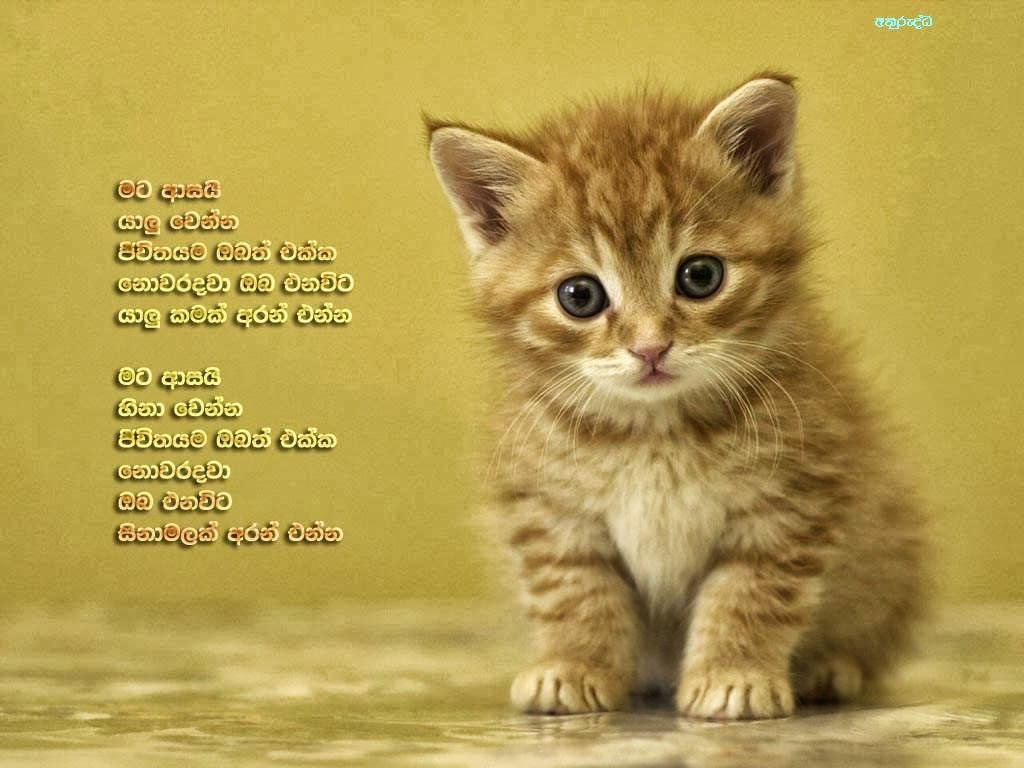 අනුරුද්ධ
මට ආසයි
යාලු වෙන්න
ජීවිතයම ඔබත් එක්ක
නොවරදවා ඔබ එනවිට
යාලු කමක් අරන් එන්න
මට ආසයි
හිනා වෙන්න
ජීවිතයම ඔබත් එක්ක
නොවරදවා
ඔබ එනවිට
සිනාමලක් අරන් එන්න